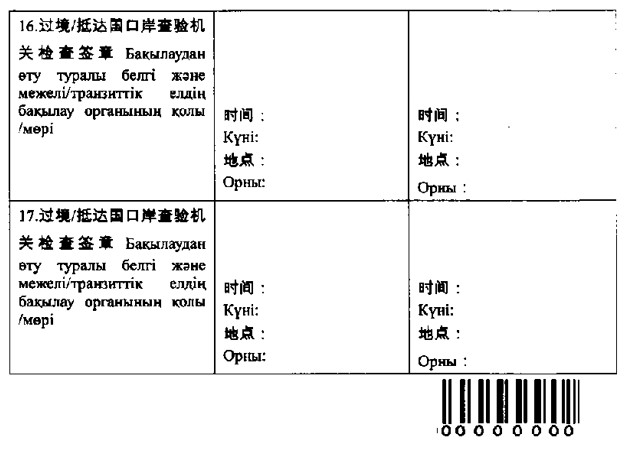 16.过境/抵达国口岸查验机
关检查签章 Бақылаудан
өту туралы белгі және
межелі/транзиттік елдің
бақылау органының қолы
/мөрі
时间：
Күні:
地点：
Орны:
时间：
Күні:
地点：
Орны：
17.过境/抵达国口岸查验机
关检查签章 Бақылаудан
өту туралы белгі және
межелі/транзиттік елдің
бақылау органының қолы
/мөрі
时间：
Күні:
地点：
Орны:
时间：
Күні:
地点：
Орны：
00000000